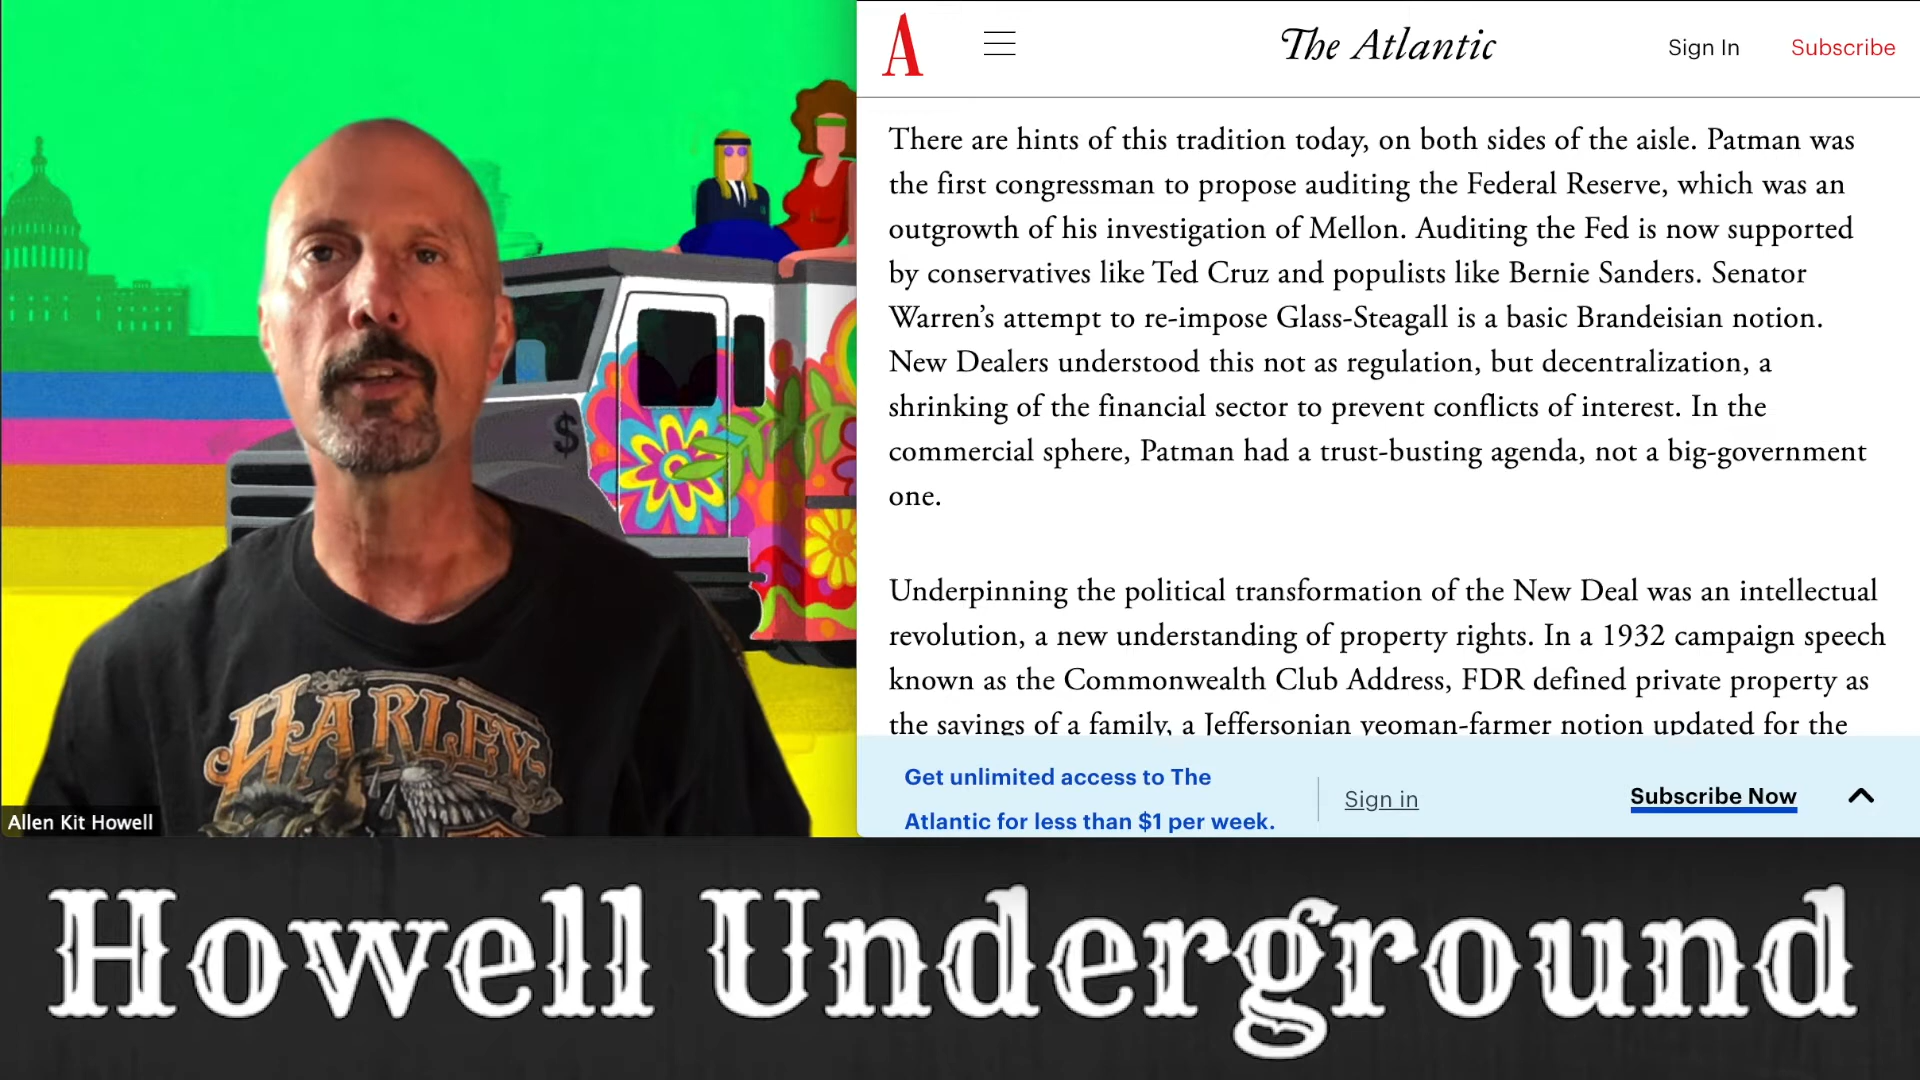 A
The Atlantic
Sign In
Subscribe
There are hints of this tradition today, on both sides of the aisle. Patman was
the first congressman to propose auditing the Federal Reserve, which was an
outgrowth of his investigation of Mellon. Auditing the Fed is now supported
by conservatives like Ted Cruz and populists like Bernie Sanders. Senator
Warren's attempt to re-impose Glass-Steagall is a basic Brandeisian notion.
New Dealers understood this not as regulation, but decentralization, a
shrinking of the financial sector to prevent conflicts of interest. In the
commercial sphere, Patman had a trust-busting agenda, not a big-government
one.
Underpinning the political transformation of the New Deal was an intellectual
revolution, a new understanding of property rights. In a 1932 campaign speech
known as the Commonwealth Club Address, FDR defined private property as
the savings of a family, a Jeffersonian yeoman-farmer notion updated for the
Get unlimited access to The
Atlantic for less than $1 per week.
Sign in
Subscribe Now
$
HARLEY-
Allen Kit Howell
Howell Underground